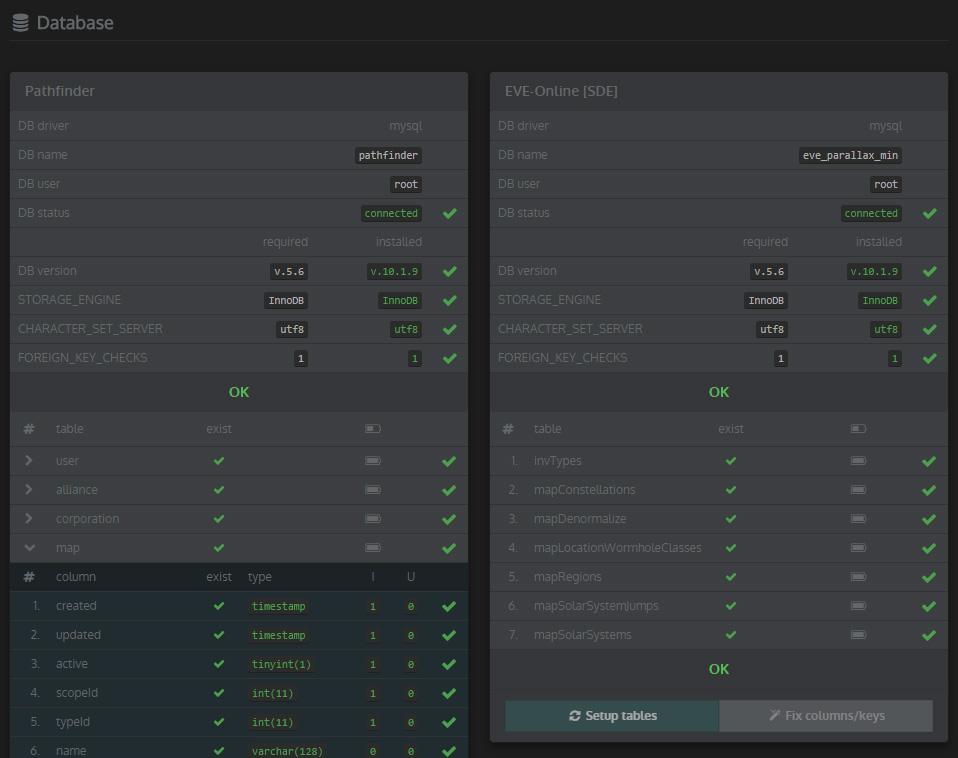 Database
Pathfinder
DB driver mysql
DB name pathfinder
DB user root
DB status connected
required installed
DB version v.5.6 v.10.1.9
STORAGE_ENGINE InnoDB InnoDB
CHARACTER_SET_SERVER utf8 utf8
FOREIGN_KEY_CHECKS 1 1
OK
# table exist
user
alliance
corporation
map
# column exist type I U
1. created timestamp 1 0
2. updated timestamp 1 0
3. active tinyint(1) 1 0
4. scopeId int(11) 1 0
5. typeId int(11) 1 0
6. name varchar(128) 0 0
EVE-Online [SDE]
DB driver mysql
DB name eve_parallax_min
DB user root
DB status connected
required installed
DB version v.5.6 v.10.1.9
STORAGE_ENGINE InnoDB InnoDB
CHARACTER_SET_SERVER utf8 utf8
FOREIGN_KEY_CHECKS 1 1
OK
# table exist
1. invTypes
2. mapConstellations
3. mapDenormalize
4. mapLocationWormholeClasses
5. mapRegions
6. mapSolarSystemJumps
7. mapSolarSystems
OK
Setup tables Fix columns/keys